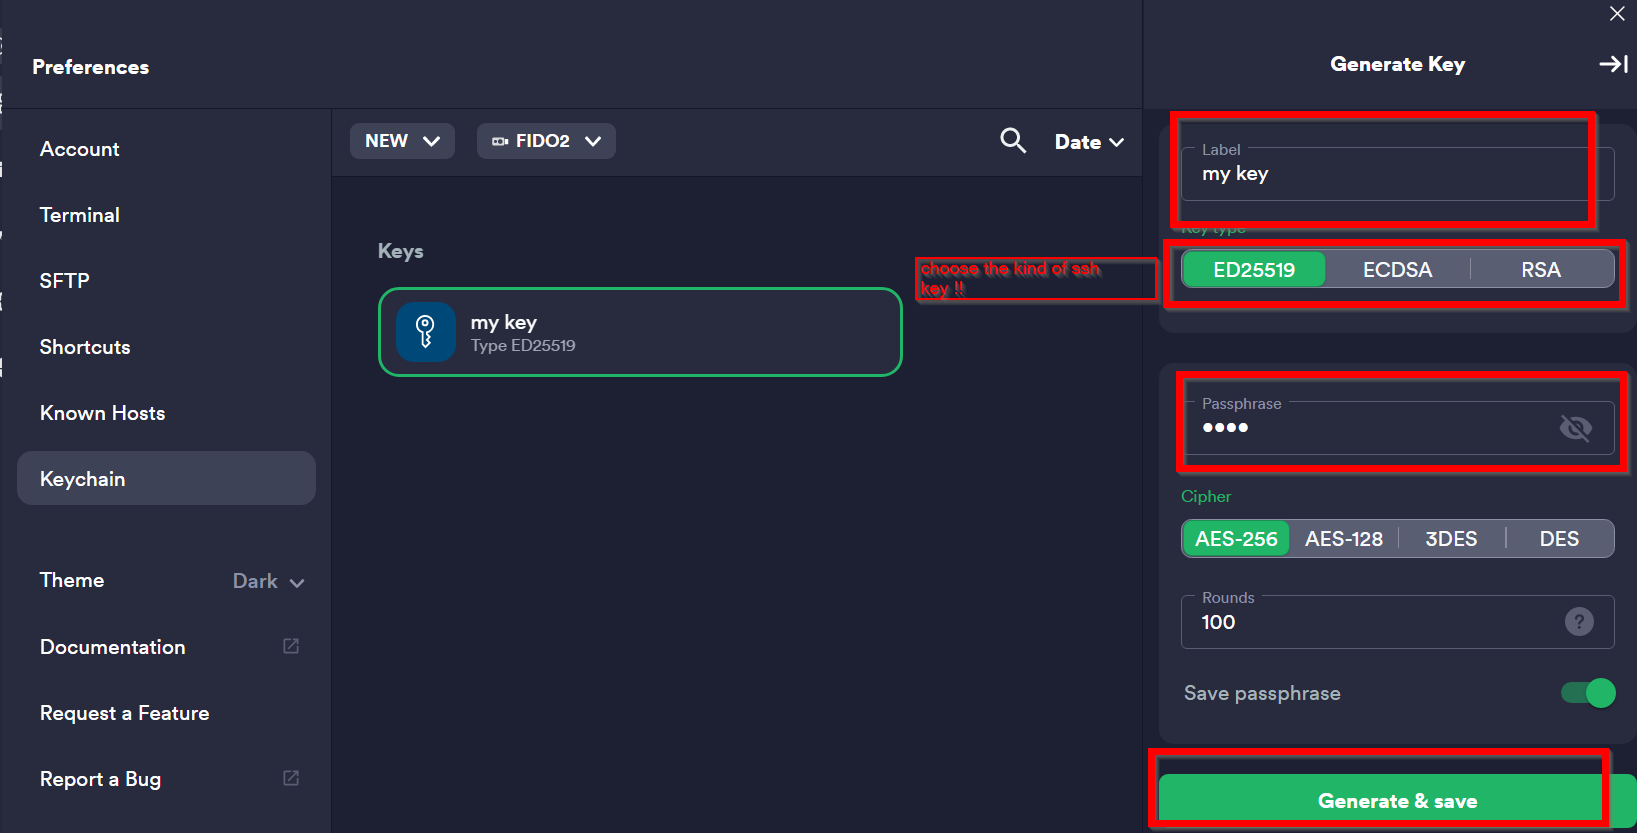 Preferences
Account
Terminal
SFTP
Shortcuts
Known Hosts
Keychain
Theme
Dark
Documentation
Request a Feature
Report a Bug
NEW
FIDO2
Date
Keys
my key
Type ED25519
choose the kind of ssh
key !!
Generate Key
Label
my key
Key type
ED25519 ECDSA RSA
Passphrase
••••
Cipher
AES-256 AES-128 3DES DES
Rounds
100
?
Save passphrase
Generate & save